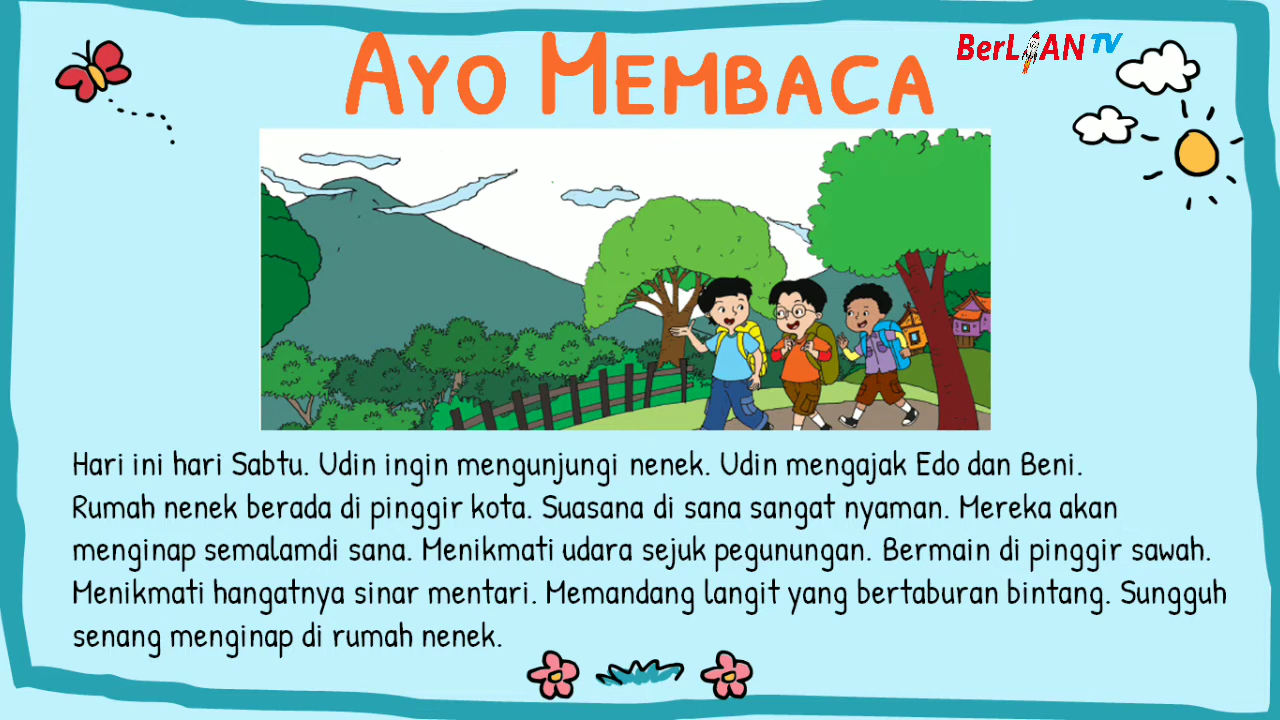 AYO MEMBACA
BerLIAN TV
Hari ini hari Sabtu. Udin ingin mengunjungi nenek. Udin mengajak Edo dan Beni.
Rumah nenek berada di pinggir kota. Suasana di sana sangat nyaman. Mereka akan
menginap semalamdi sana. Menikmati udara sejuk pegunungan. Bermain di pinggir sawah.
Menikmati hangatnya sinar mentari. Memandang langit yang bertaburan bintang. Sungguh
senang menginap di rumah nenek.